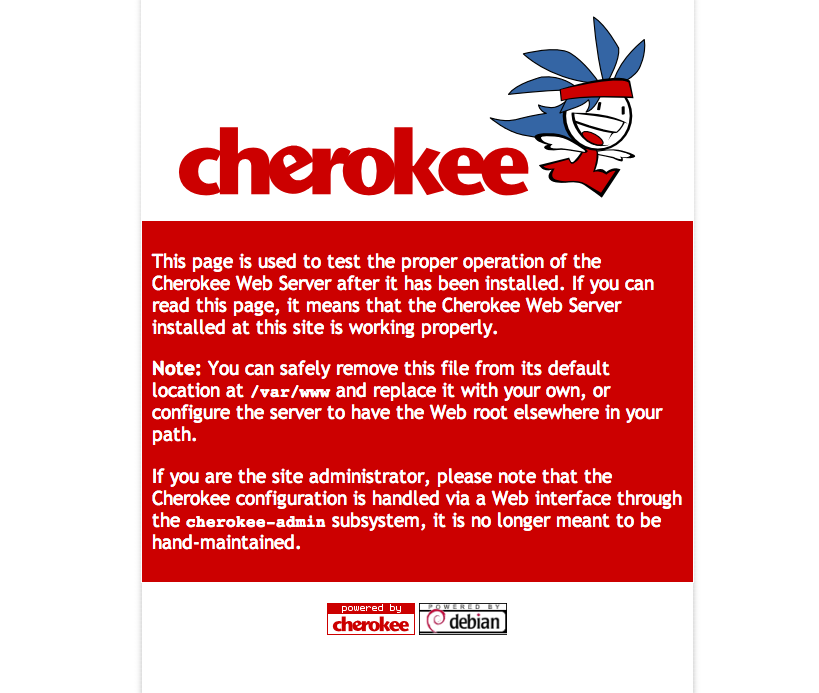 cherokee
This page is used to test the proper operation of the
Cherokee Web Server after it has been installed. If you can
read this page, it means that the Cherokee Web Server
installed at this site is working properly.
Note: You can safely remove this file from its default
location at /var/www and replace it with your own, or
configure the server to have the Web root elsewhere in your
path.
If you are the site administrator, please note that the
Cherokee configuration is handled via a Web interface through
the cherokee-admin subsystem, it is no longer meant to be
hand-maintained.
powered by
cherokee
POWERED BY
debian